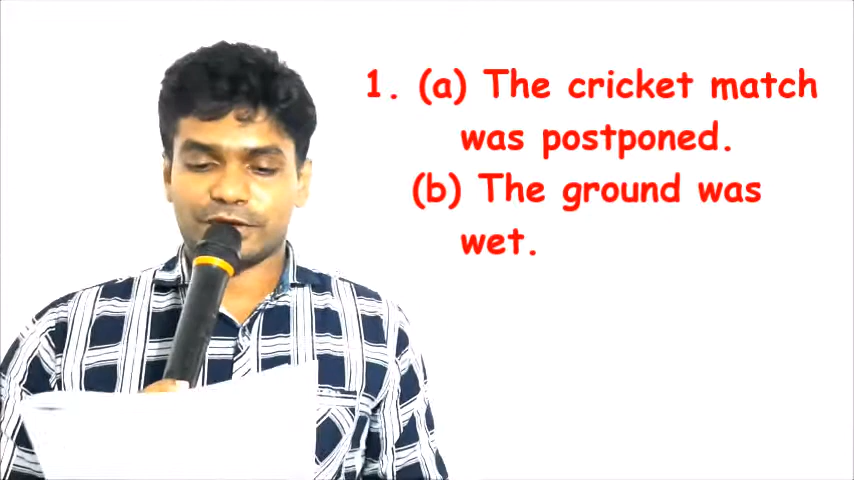 1. (a) The cricket match
was postponed.
(b) The ground was
wet.